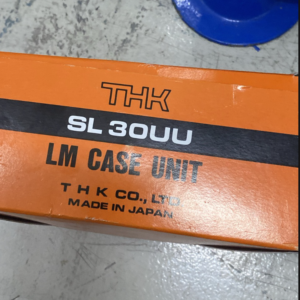 THK
SL 30UU
LM CASE UNIT
T H K CO., LTD.
MADE IN JAPAN